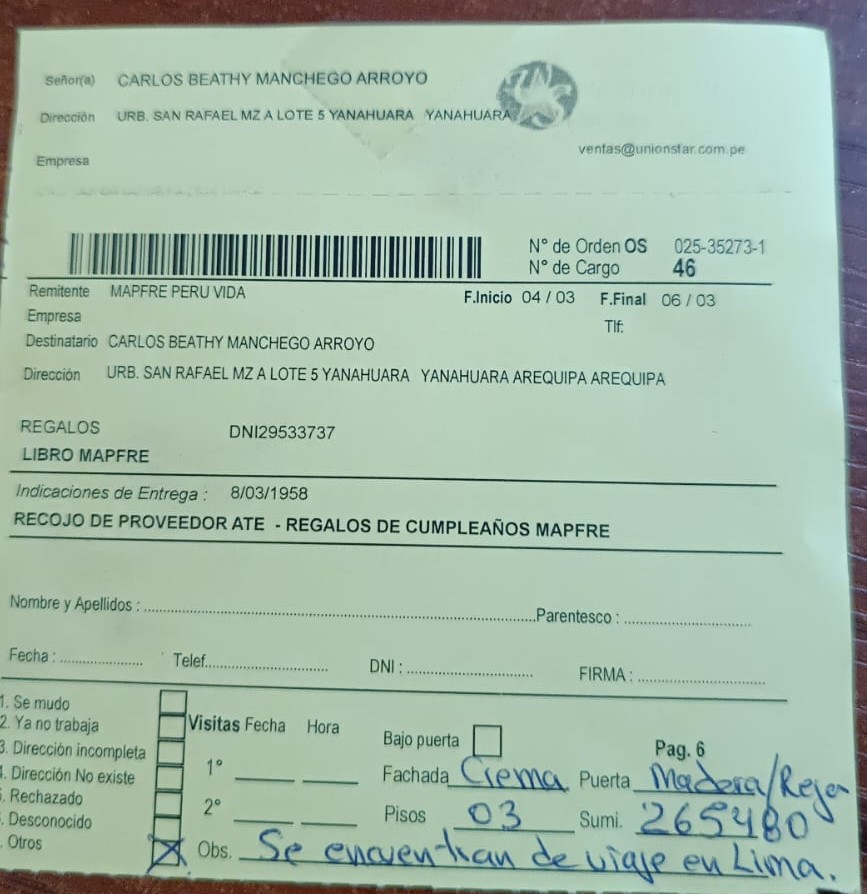 Señor(a) CARLOS BEATHY MANCHEGO ARROYO
Dirección URB. SAN RAFAEL MZ A LOTE 5 YANAHUARA YANAHUARA
ventas@unionstar.com.pe
Empresa
N° de Orden OS 025-35273-1
N° de Cargo 46
Remitente MAPFRE PERU VIDA F.Inicio 04 / 03 F.Final 06 / 03
Empresa Tlf:
Destinatario CARLOS BEATHY MANCHEGO ARROYO
Dirección URB. SAN RAFAEL MZ A LOTE 5 YANAHUARA YANAHUARA AREQUIPA AREQUIPA
REGALOS DNI29533737
LIBRO MAPFRE
Indicaciones de Entrega : 8/03/1958
RECOJO DE PROVEEDOR ATE - REGALOS DE CUMPLEAÑOS MAPFRE
Nombre y Apellidos : Parentesco :
Fecha : Telef. DNI : FIRMA :
1. Se mudo
2. Ya no trabaja Visitas Fecha Hora Bajo puerta Pag. 6
3. Dirección incompleta 1° Fachada Crema Puerta Madera/Reja
. Dirección No existe
. Rechazado 2° Pisos 03 Sumi. 265480
. Desconocido
. Otros Obs. Se encuentran de viaje en Lima.